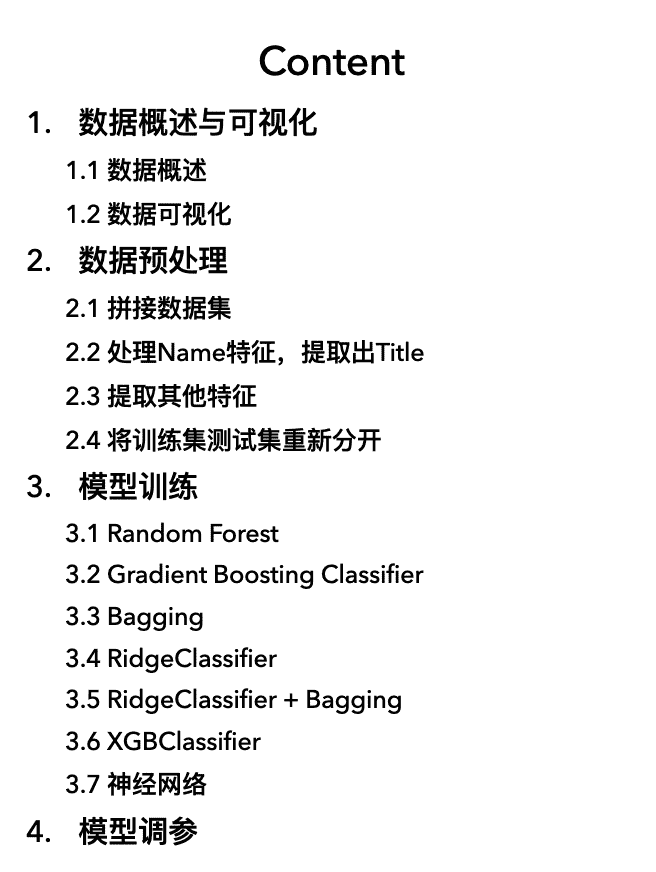 Content
1. 数据概述与可视化
1.1 数据概述
1.2 数据可视化
2. 数据预处理
2.1 拼接数据集
2.2 处理Name特征，提取出Title
2.3 提取其他特征
2.4 将训练集测试集重新分开
3. 模型训练
3.1 Random Forest
3.2 Gradient Boosting Classifier
3.3 Bagging
3.4 RidgeClassifier
3.5 RidgeClassifier + Bagging
3.6 XGBClassifier
3.7 神经网络
4. 模型调参